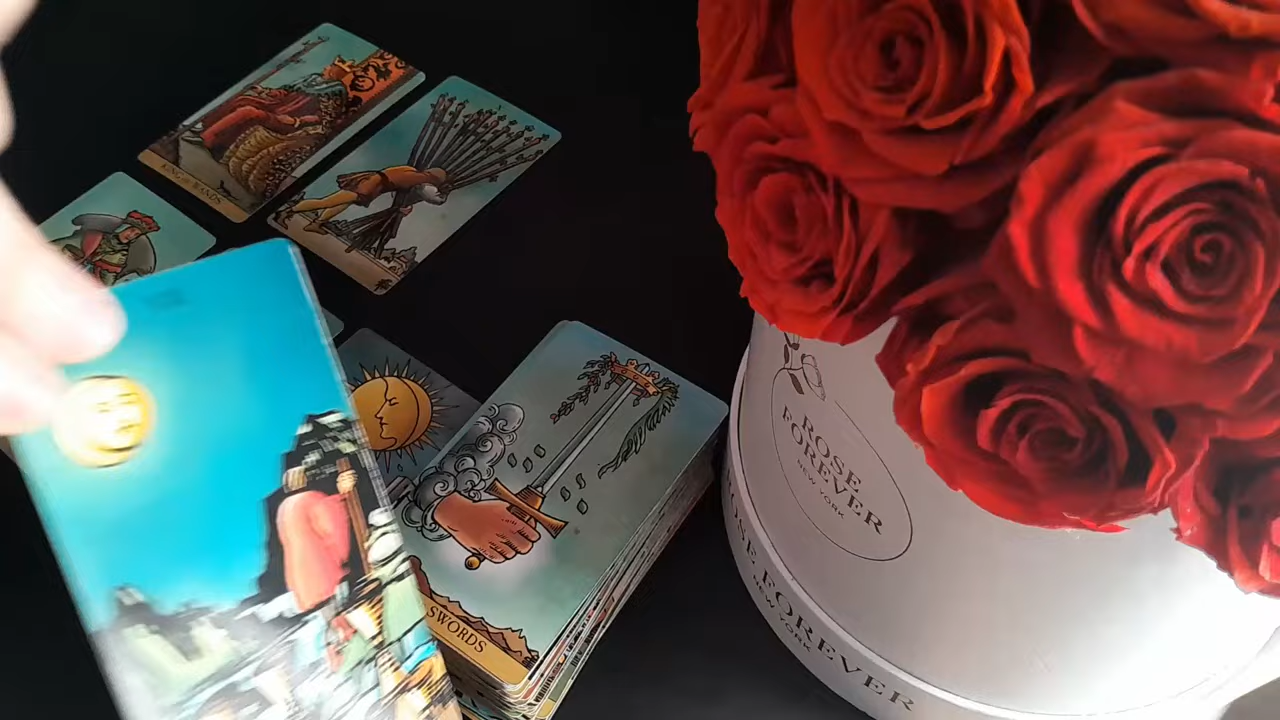 KING of WANDS
SWORDS
ROSE
FOREVER
NEW YORK
ROSE FOREVER
NEW YORK